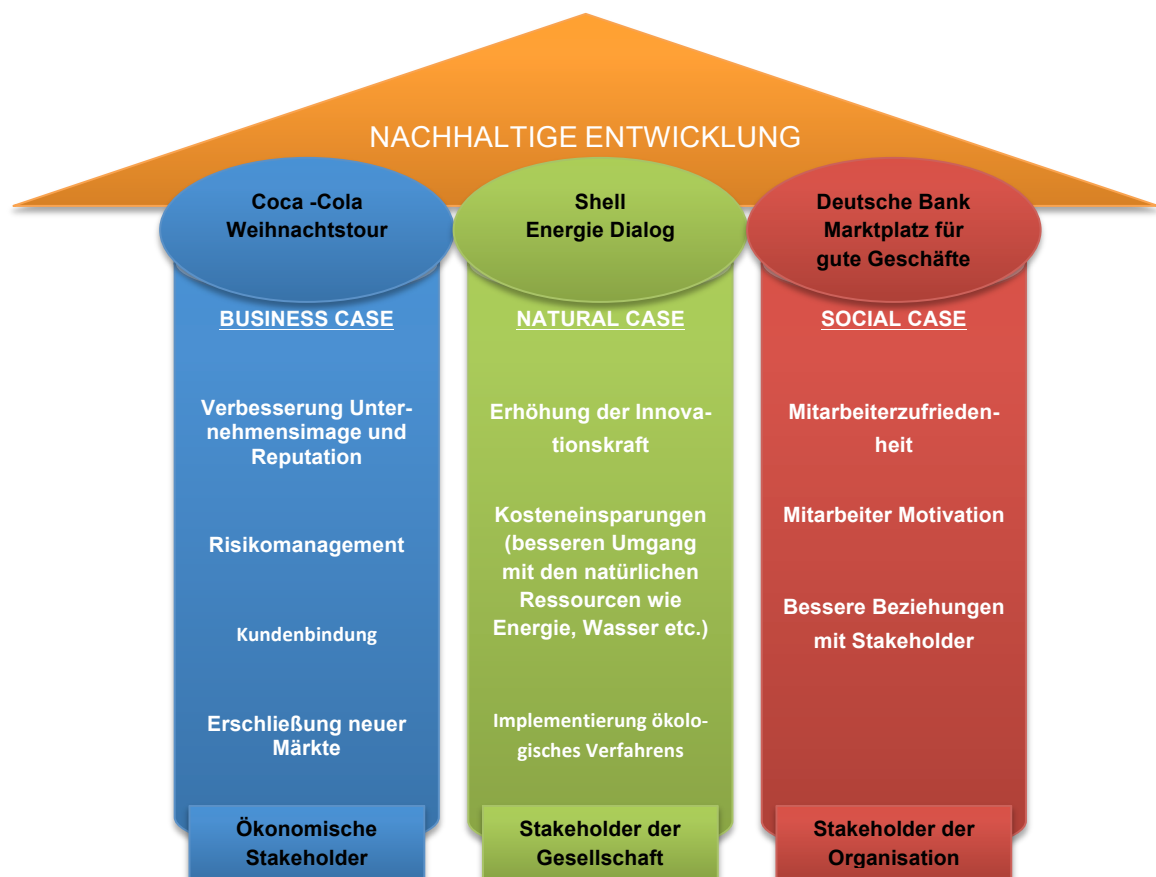 NACHHALTIGE ENTWICKLUNG
Coca -Cola
Weihnachtstour
BUSINESS CASE
Verbesserung Unter-
nehmensimage und
Reputation
Risikomanagement
Kundenbindung
Erschließung neuer
Märkte
Ökonomische
Stakeholder
Shell
Energie Dialog
NATURAL CASE
Erhöhung der Innova-
tionskraft
Kosteneinsparungen
(besseren Umgang
mit den natürlichen
Ressourcen wie
Energie, Wasser etc.)
Implementierung ökolo-
gisches Verfahrens
Stakeholder der
Gesellschaft
Deutsche Bank
Marktplatz für
gute Geschäfte
SOCIAL CASE
Mitarbeiterzufrieden-
heit
Mitarbeiter Motivation
Bessere Beziehungen
mit Stakeholder
Stakeholder der
Organisation